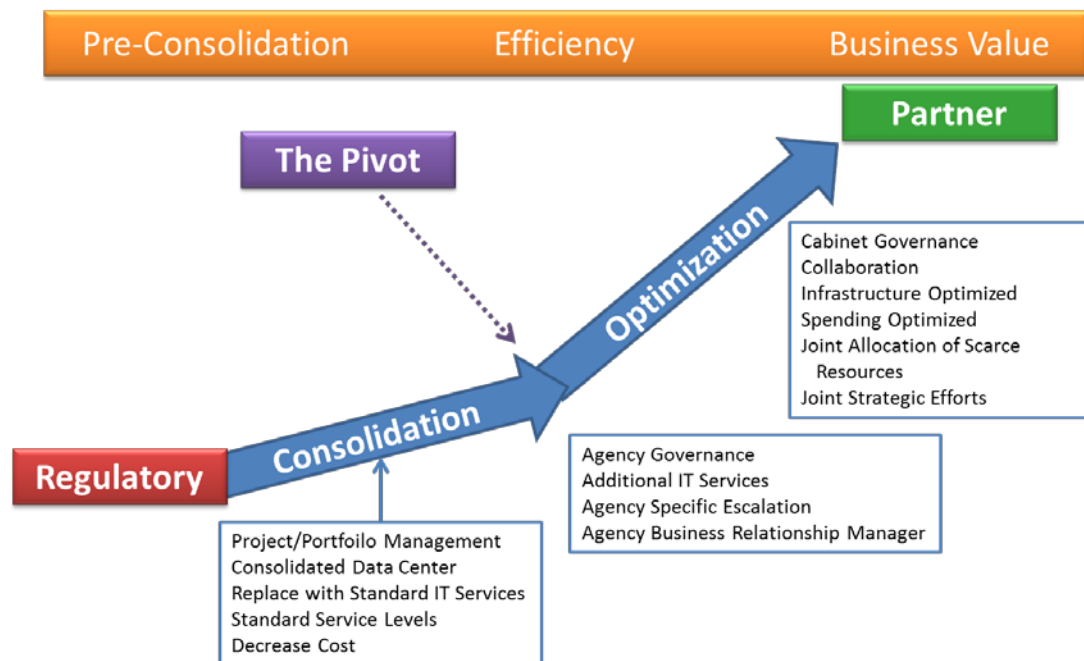 Pre-Consolidation Efficiency Business Value
Partner
The Pivot
Optimization
Cabinet Governance
Collaboration
Infrastructure Optimized
Spending Optimized
Joint Allocation of Scarce
Resources
Joint Strategic Efforts
Consolidation
Regulatory
Agency Governance
Additional IT Services
Agency Specific Escalation
Agency Business Relationship Manager
Project/Portfoilo Management
Consolidated Data Center
Replace with Standard IT Services
Standard Service Levels
Decrease Cost